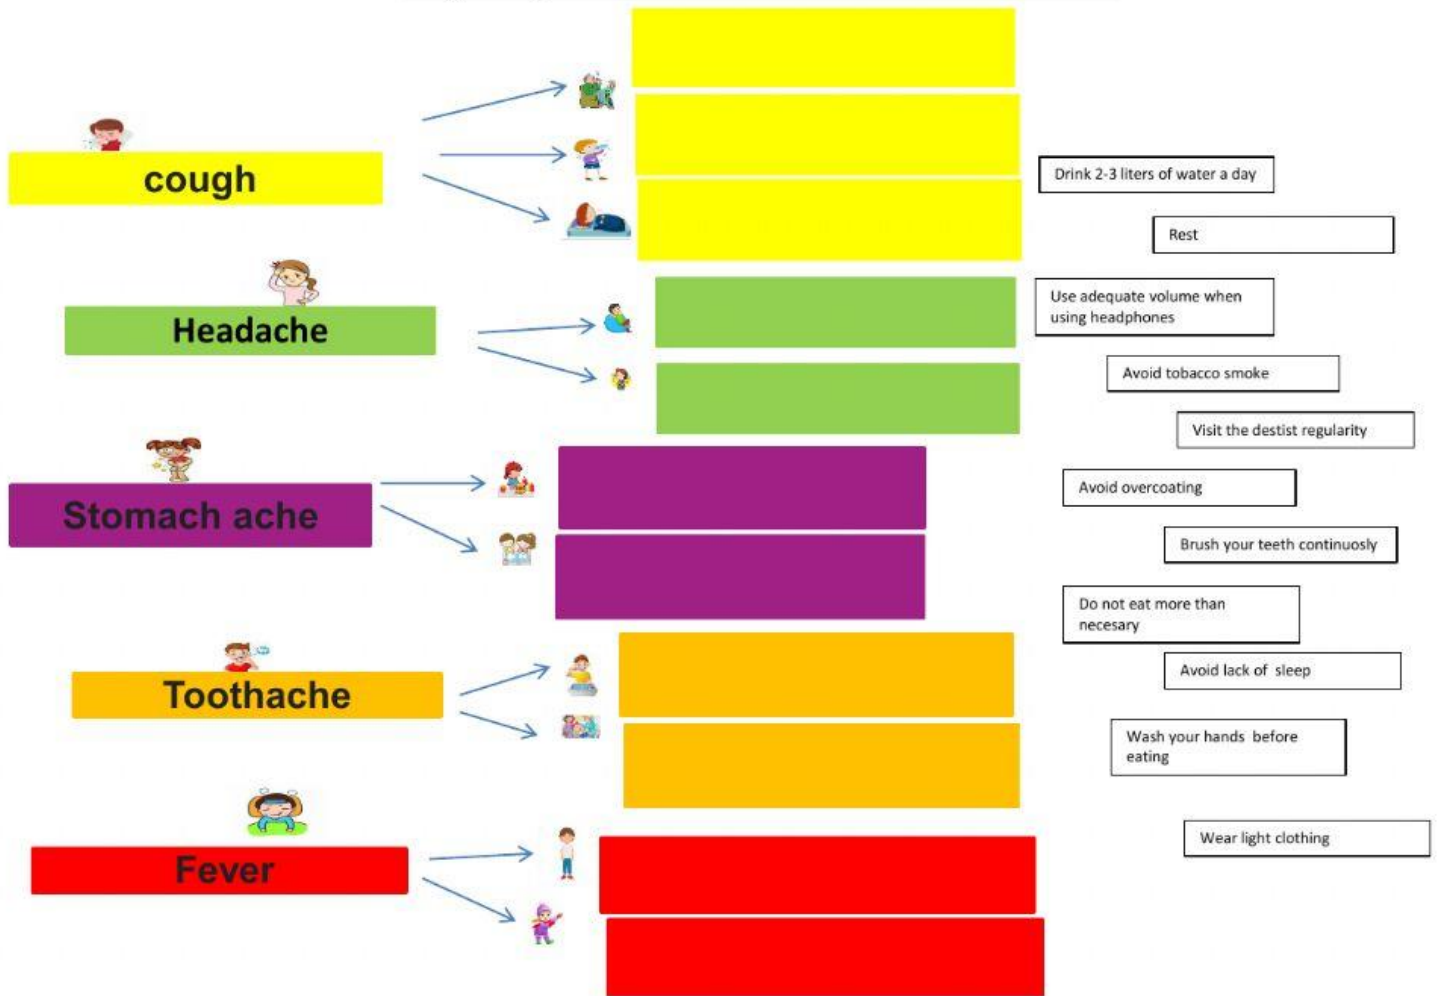 cough
Headache
Stomach ache
Toothache
Fever
Drink 2-3 liters of water a day
Rest
Use adequate volume when
using headphones
Avoid tobacco smoke
Visit the destist regularity
Avoid overcoating
Brush your teeth continuosly
Do not eat more than
necesary
Avoid lack of sleep
Wash your hands before
eating
Wear light clothing